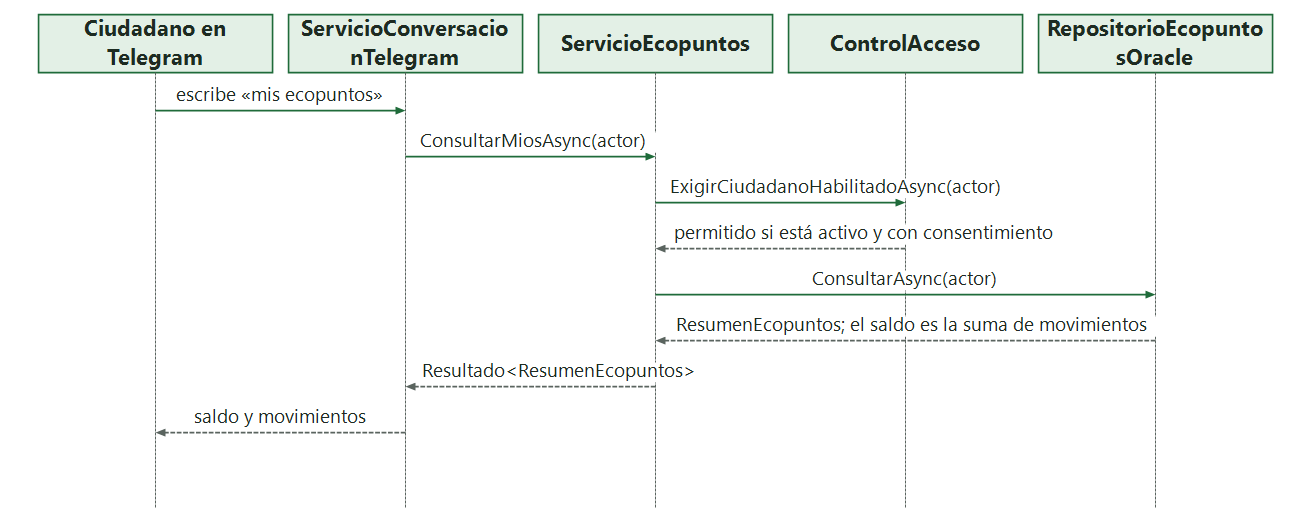 Ciudadano en
Telegram
ServicioConversacio
nTelegram
ServicioEcopuntos
ControlAcceso
RepositorioEcopunto
sOracle
escribe «mis ecopuntos»
ConsultarMiosAsync(actor)
ExigirCiudadanoHabilitadoAsync(actor)
permitido si está activo y con consentimiento
ConsultarAsync(actor)
ResumenEcopuntos; el saldo es la suma de movimientos
Resultado<ResumenEcopuntos>
saldo y movimientos